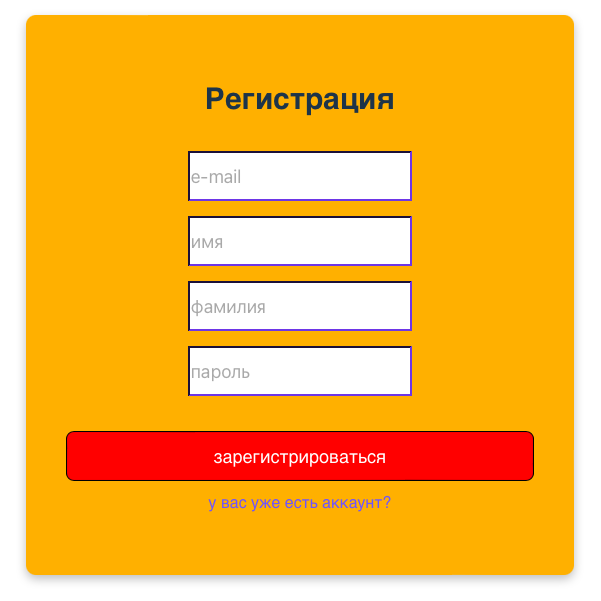 Регистрация
e-mail
имя
фамилия
пароль
зарегистрироваться
у вас уже есть аккаунт?